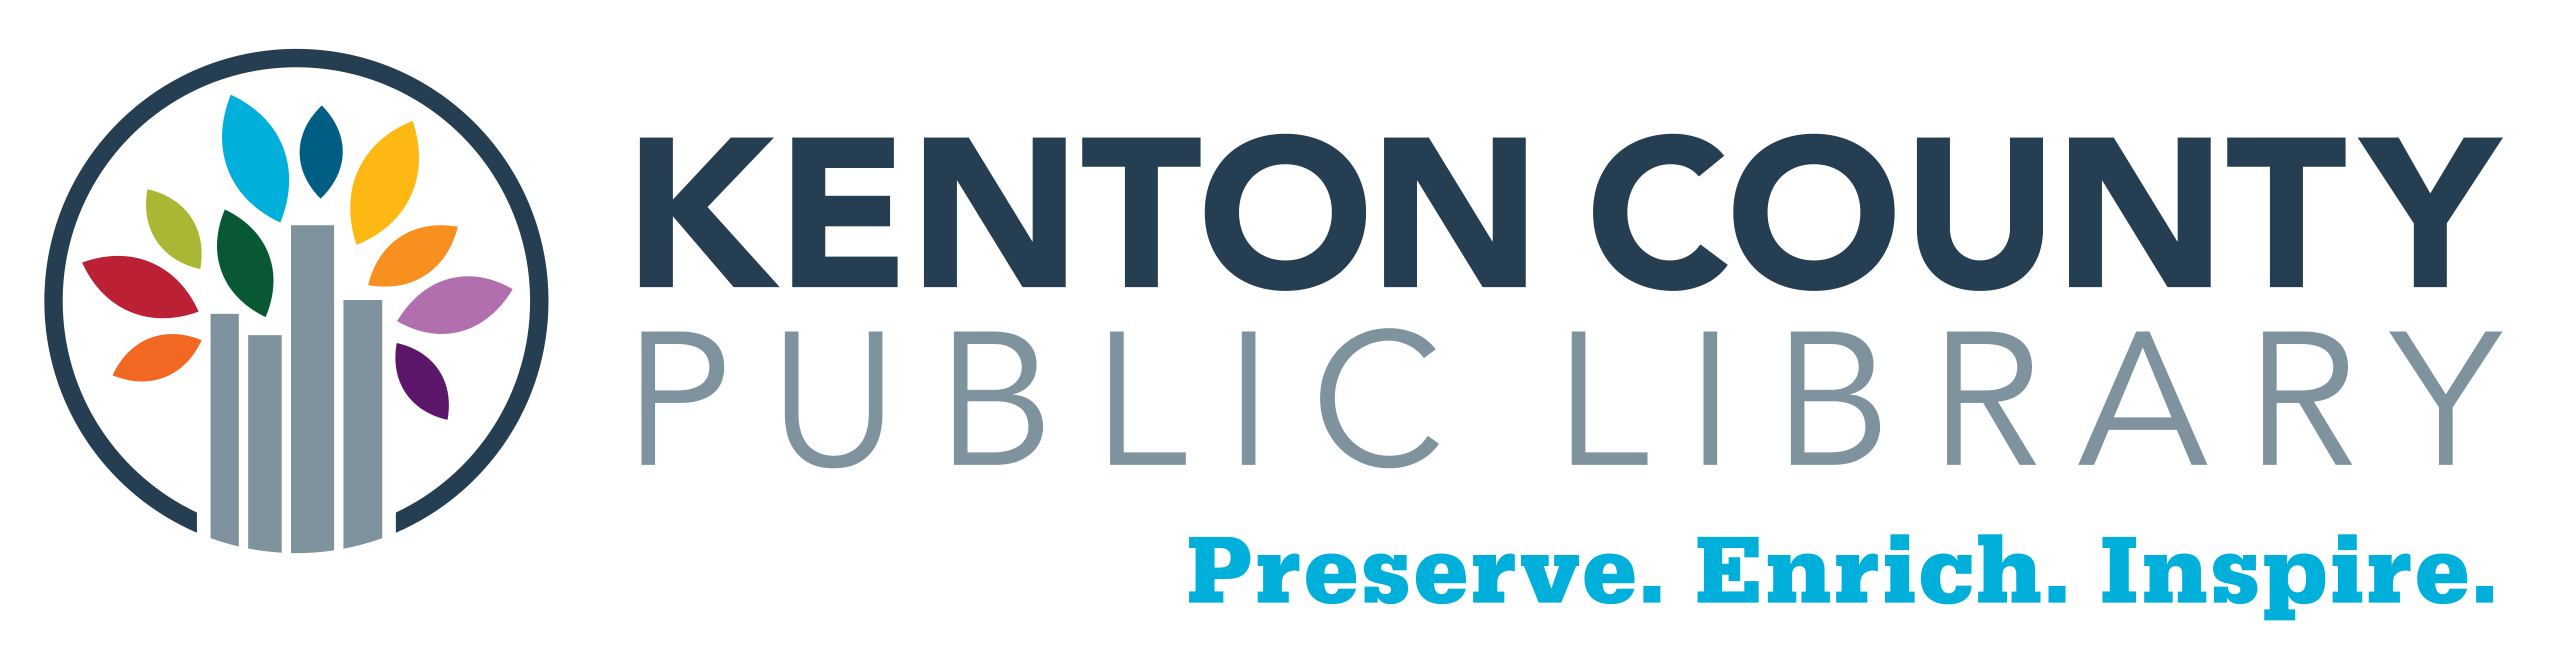 KENTON COUNTY
PUBLIC LIBRARY
Preserve. Enrich. Inspire.